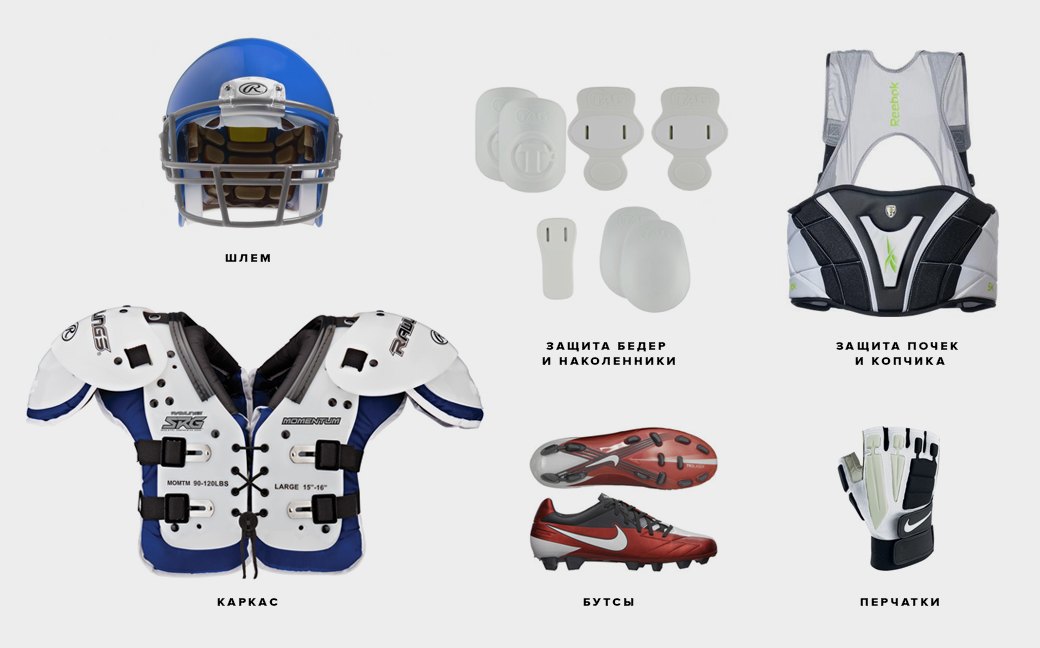 Reebok
ШЛЕМ
ЗАЩИТА БЕДЕР
И НАКОЛЕННИКИ
ЗАЩИТА ПОЧЕК
И КОПЧИКА
RAWLINGS
SRG
MOMENTUM
MOMTM 90-120LBS
LARGE 15"-16"
КАРКАС
БУТСЫ
ПЕРЧАТКИ